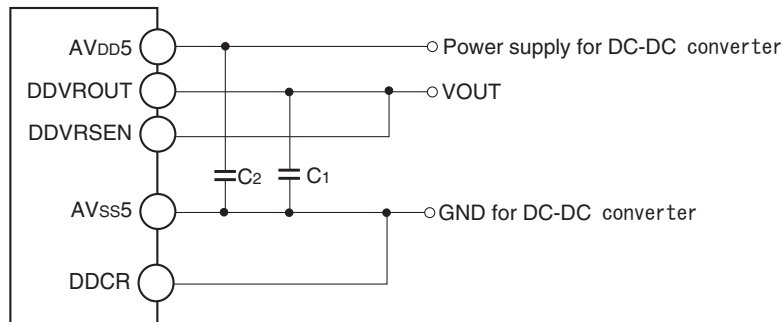 AVDD5 Power supply for DC-DC converter
DDVROUT VOUT
DDVRSEN
C2 C1
AVSS5 GND for DC-DC converter
DDCR